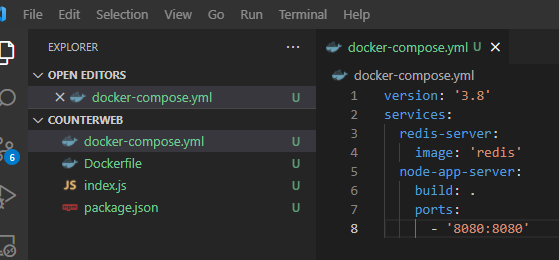 File Edit Selection View Go Run Terminal Help
EXPLORER ...
OPEN EDITORS
docker-compose.yml U
COUNTERWEB
docker-compose.yml U
Dockerfile U
JS index.js U
package.json U
6
docker-compose.yml U
docker-compose.yml
1 version: '3.8'
2 services:
3   redis-server:
4     image: 'redis'
5   node-app-server:
6     build: .
7     ports:
8       - '8080:8080'